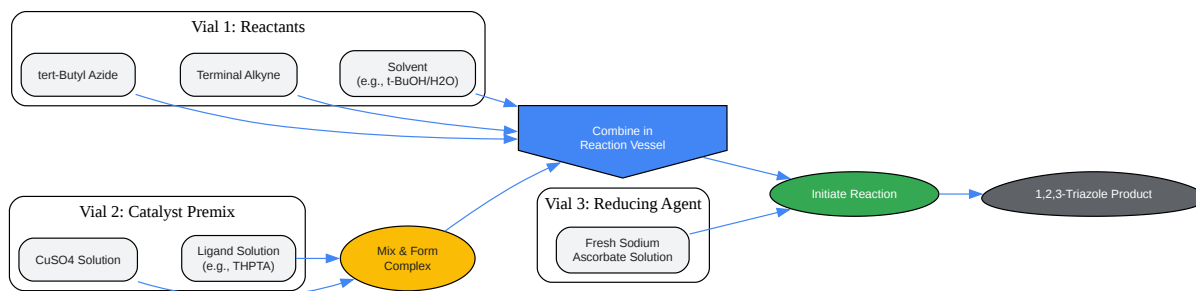 Vial 1: Reactants
tert-Butyl Azide
Terminal Alkyne
Solvent
(e.g., t-BuOH/H2O)
Combine in
Reaction Vessel
Vial 2: Catalyst Premix
CuSO4 Solution
Ligand Solution
(e.g., THPTA)
Mix & Form
Complex
Vial 3: Reducing Agent
Fresh Sodium
Ascorbate Solution
Initiate Reaction
1,2,3-Triazole Product